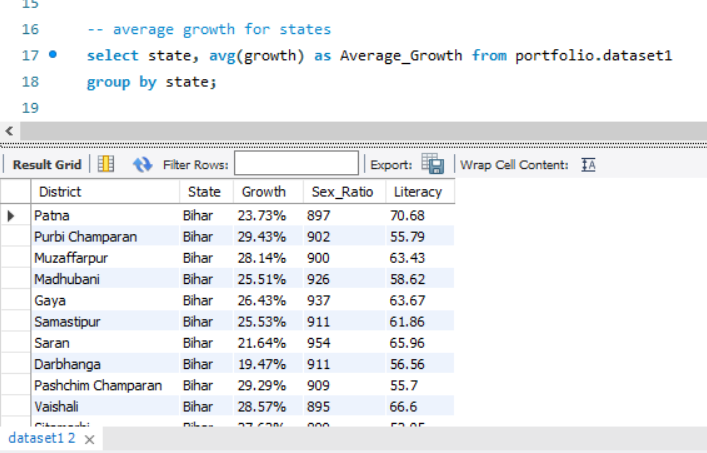 15
16 -- average growth for states
17 select state, avg(growth) as Average_Growth from portfolio.dataset1
18 group by state;
19
Result Grid Filter Rows: Export: Wrap Cell Content:
District State Growth Sex_Ratio Literacy
Patna Bihar 23.73% 897 70.68
Purbi Champaran Bihar 29.43% 902 55.79
Muzaffarpur Bihar 28.14% 900 63.43
Madhubani Bihar 25.51% 926 58.62
Gaya Bihar 26.43% 937 63.67
Samastipur Bihar 25.53% 911 61.86
Saran Bihar 21.64% 954 65.96
Darbhanga Bihar 19.47% 911 56.56
Pashchim Champaran Bihar 29.29% 909 55.7
Vaishali Bihar 28.57% 895 66.6
dataset1 2